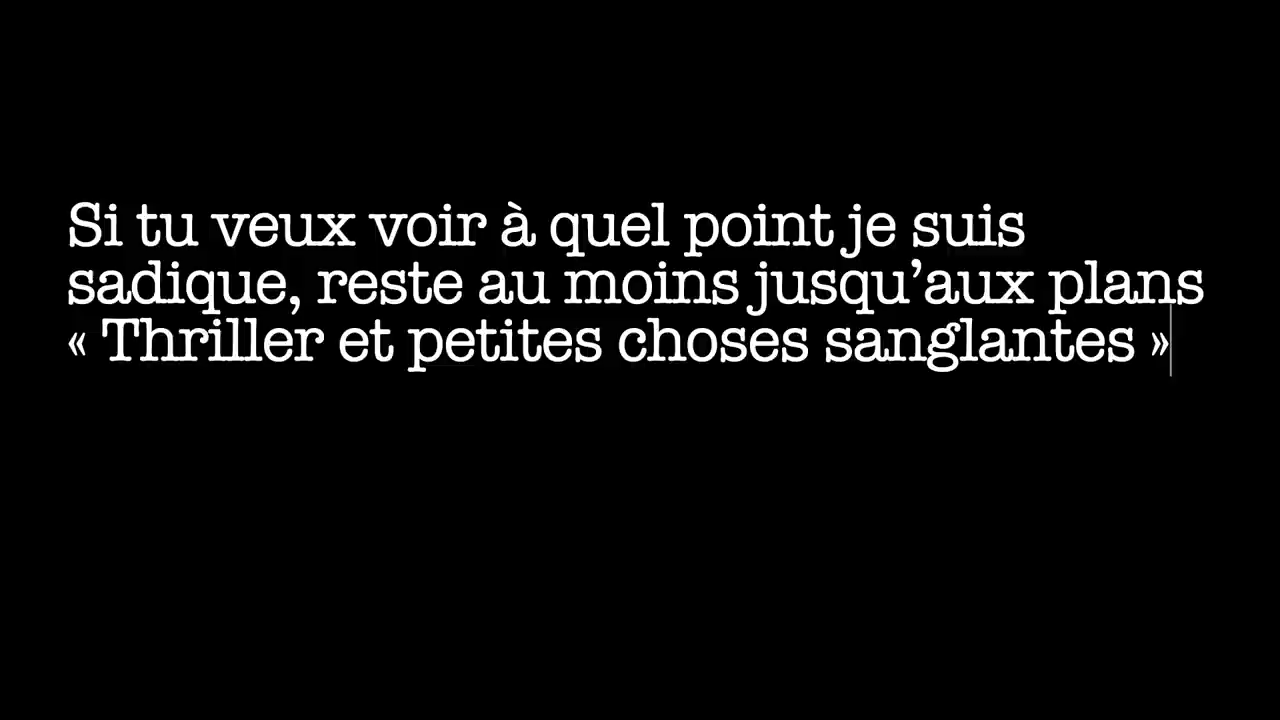 Si tu veux voir à quel point je suis
sadique, reste au moins jusqu’aux plans
« Thriller et petites choses sanglantes »